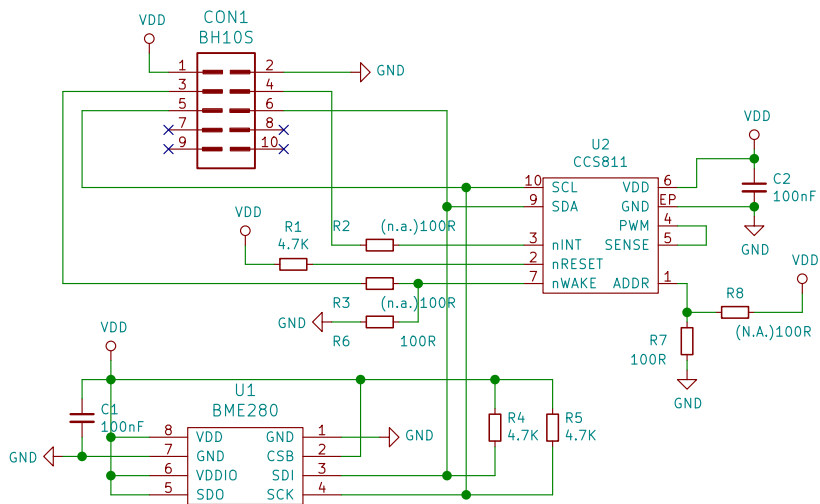 CON1
BH10S
VDD
1
2
GND
3
4
5
6
7
8
9
10
U2
CCS811
VDD
C2
100nF
GND
10
SCL
VDD
6
9
SDA
GND
EP
PWM
4
3
nINT
SENSE
5
2
nRESET
7
nWAKE
ADDR
1
VDD
R1
4.7K
R2
(n.a.)100R
R3
(n.a.)100R
GND
R6
100R
VDD
R8
(N.A.)100R
R7
100R
GND
VDD
C1
100nF
GND
U1
BME280
8
VDD
GND
1
GND
7
GND
CSB
2
6
VDDIO
SDI
3
5
SDO
SCK
4
R4
4.7K
R5
4.7K